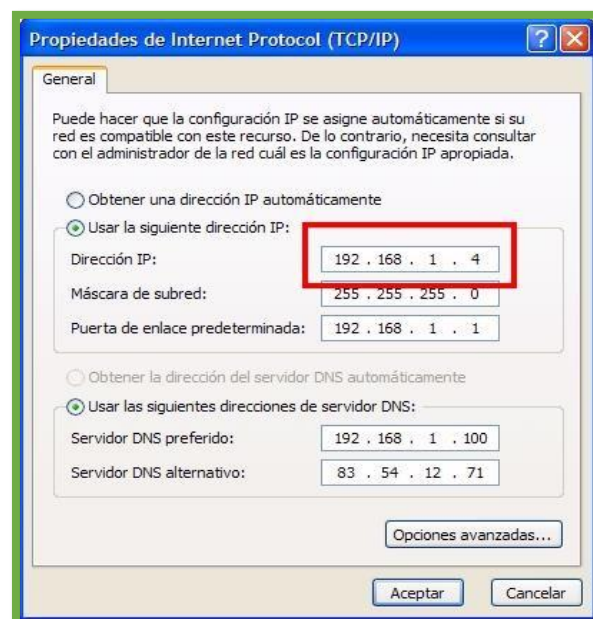 Propiedades de Internet Protocol (TCP/IP)
General
Puede hacer que la configuración IP se asigne automáticamente si su
red es compatible con este recurso. De lo contrario, necesita consultar
con el administrador de la red cuál es la configuración IP apropiada.
Obtener una dirección IP automáticamente
Usar la siguiente dirección IP:
Dirección IP: 192 . 168 . 1 . 4
Máscara de subred: 255 . 255 . 255 . 0
Puerta de enlace predeterminada: 192 . 168 . 1 . 1
Obtener la dirección del servidor DNS automáticamente
Usar las siguientes direcciones de servidor DNS:
Servidor DNS preferido: 192 . 168 . 1 . 100
Servidor DNS alternativo: 83 . 54 . 12 . 71
Opciones avanzadas...
Aceptar Cancelar